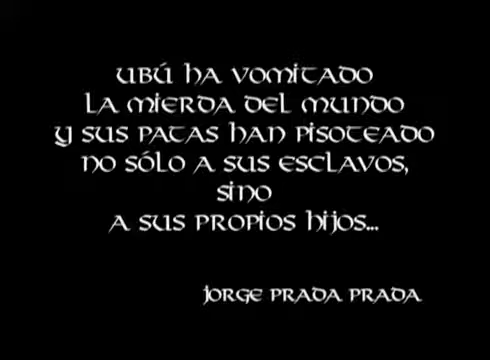 UBÚ HA VOMITADO
LA MIERDA DEL MUNDO
Y SUS PATAS HAN PISOTEADO
NO SÓLO A SUS ESCLAVOS,
SINO
A SUS PROPIOS HIJOS...
JORGE PRADA PRADA